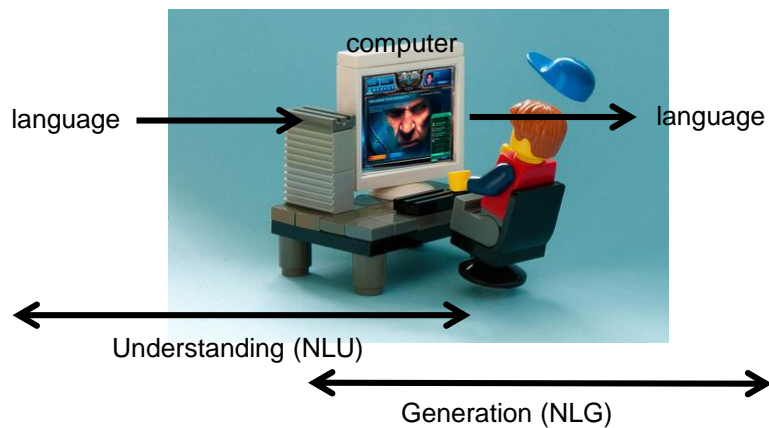 computer
language
language
Understanding (NLU)
Generation (NLG)